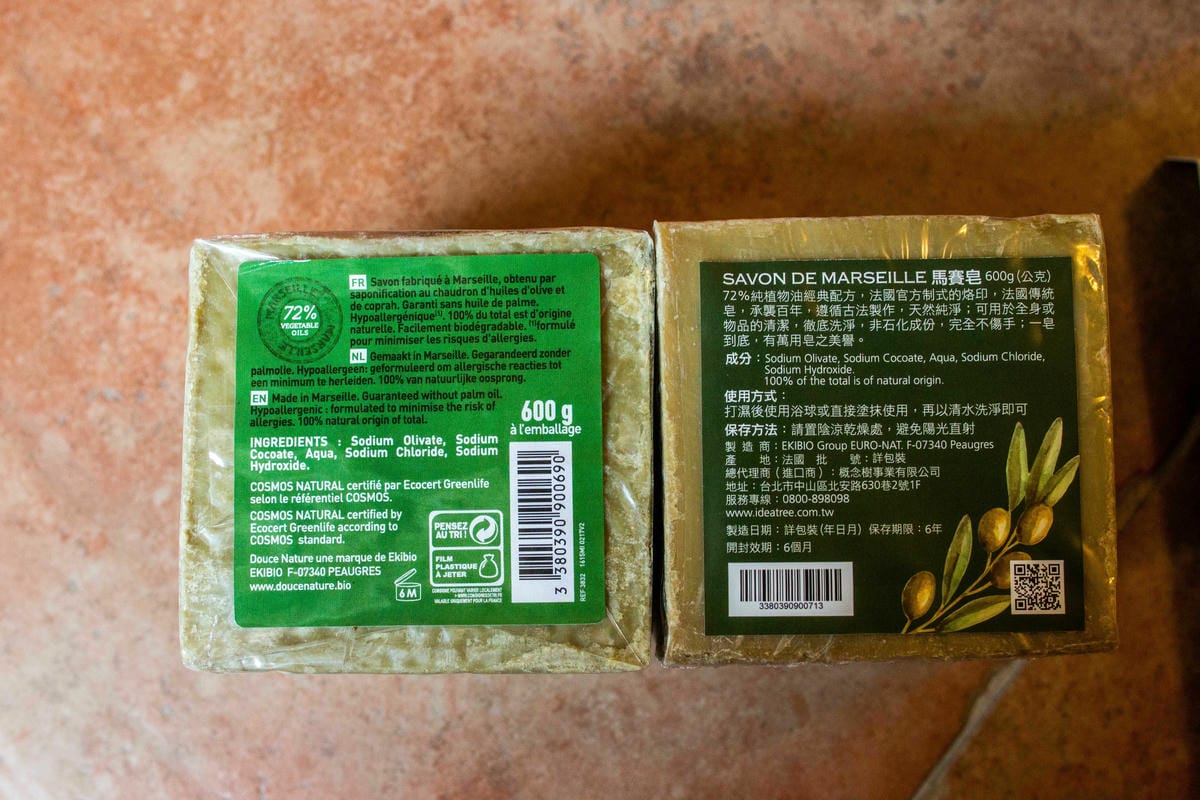 MARSEILLE
72%
VEGETABLE
OILS
MARSEILLE
FR Savon fabriqué à Marseille, obtenu par
saponification au chaudron d'huiles d'olive et
de coprah. Garanti sans huile de palme.
Hypoallergénique(1). 100% du total est d'origine
naturelle. Facilement biodégradable. (1)formulé
pour minimiser les risques d'allergies.
NL Gemaakt in Marseille. Gegarandeerd zonder
palmolie. Hypoallergeen: geformuleerd om allergische reacties tot
een minimum te herleiden. 100% van natuurlijke oosprong.
EN Made in Marseille. Guaranteed without palm oil.
Hypoallergenic : formulated to minimise the risk of
allergies. 100% natural origin of total.
INGREDIENTS : Sodium Olivate, Sodium
Cocoate, Aqua, Sodium Chloride, Sodium
Hydroxide.
COSMOS NATURAL certifié par Ecocert Greenlife
selon le référentiel COSMOS.
COSMOS NATURAL certified by
Ecocert Greenlife according to
COSMOS standard.
Douce Nature une marque de Ekibio
EKIBIO F-07340 PEAUGRES
www.doucenature.bio
6M
PENSEZ
AU TRI !
FILM
PLASTIQUE
À JETER
CONSIGNE POUVANT VARIER LOCALEMENT
> WWW.CONSIGNESDETRI.FR
VALABLE UNIQUEMENT POUR LA FRANCE
600 g
à l'emballage
3 380390 900690
REF 3832 1615MI0217V2
SAVON DE MARSEILLE 馬賽皂 600g(公克)
72%純植物油經典配方，法國官方制式的烙印，法國傳統
皂，承襲百年，遵循古法製作，天然純淨；可用於全身或
物品的清潔，徹底洗淨，非石化成份，完全不傷手；一皂
到底，有萬用皂之美譽。
成分：Sodium Olivate, Sodium Cocoate, Aqua, Sodium Chloride,
Sodium Hydroxide.
100% of the total is of natural origin.
使用方式：
打濕後使用浴球或直接塗抹使用，再以清水洗淨即可
保存方法：請置陰涼乾燥處，避免陽光直射
製 造 商：EKIBIO Group EURO-NAT. F-07340 Peaugres
產 地：法國 批 號：詳包裝
總代理商（進口商）：概念樹事業有限公司
地址：台北市中山區北安路630巷2號1F
服務專線：0800-898098
www.ideatree.com.tw
製造日期：詳包裝(年日月) 保存期限：6年
開封效期：6個月
3380390900713